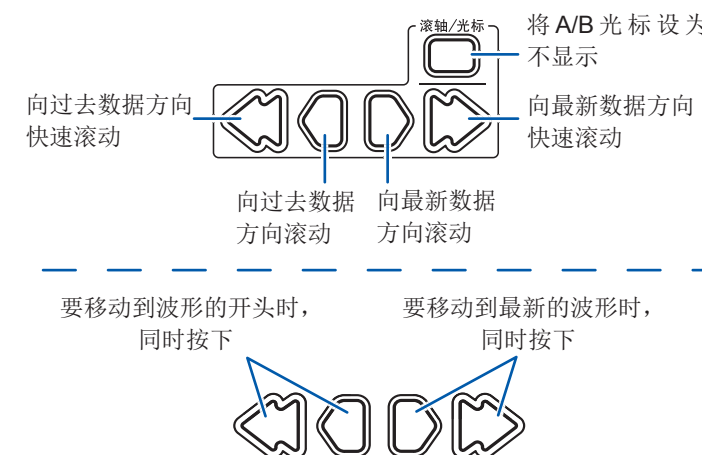 滚轴/光标
将 A/B 光标设为
不显示
向过去数据方向
快速滚动
向最新数据方向
快速滚动
向过去数据
方向滚动
向最新数据
方向滚动
要移动到波形的开头时，
同时按下
要移动到最新的波形时，
同时按下